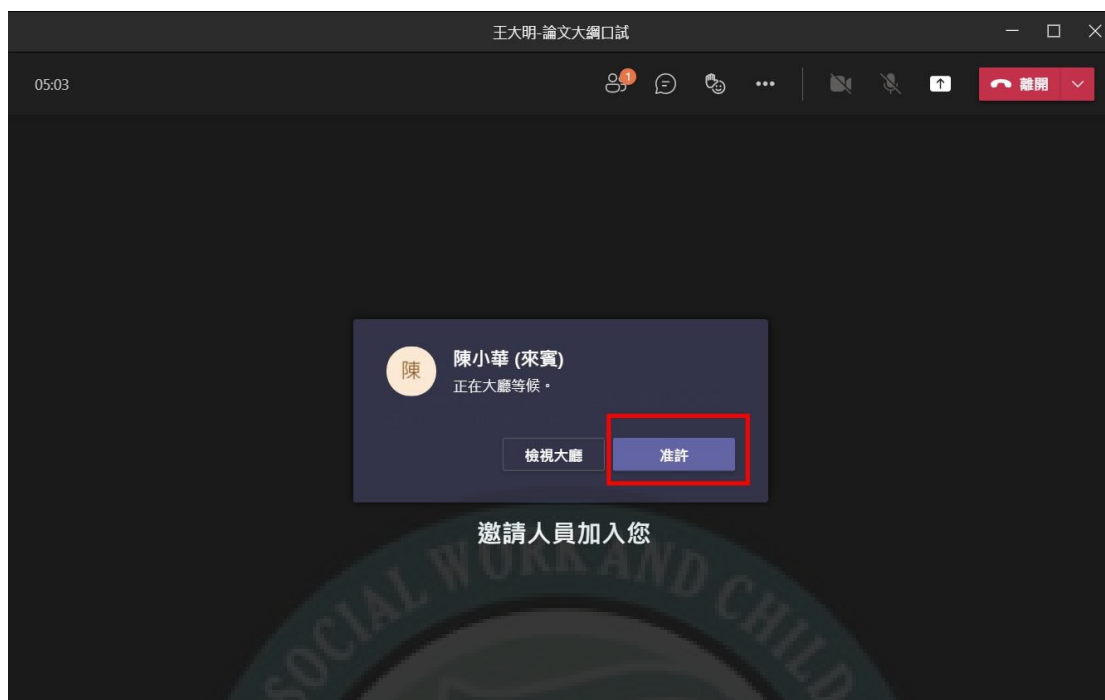 王大明-論文大綱口試
05:03
1
離開
陳
陳小華 (來賓)
正在大廳等候。
檢視大廳
准許
邀請人員加入您
SOCIAL WORK AND CHILD